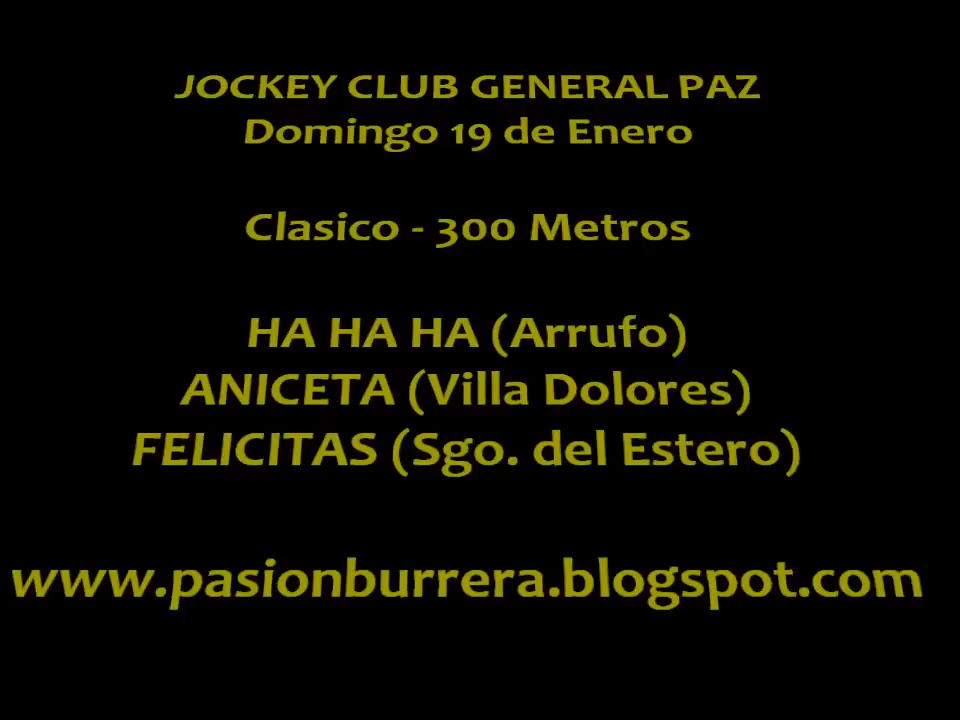 JOCKEY CLUB GENERAL PAZ
Domingo 19 de Enero
Clasico - 300 Metros
HA HA HA (Arrufo)
ANICETA (Villa Dolores)
FELICITAS (Sgo. del Estero)
www.pasionburrera.blogspot.com